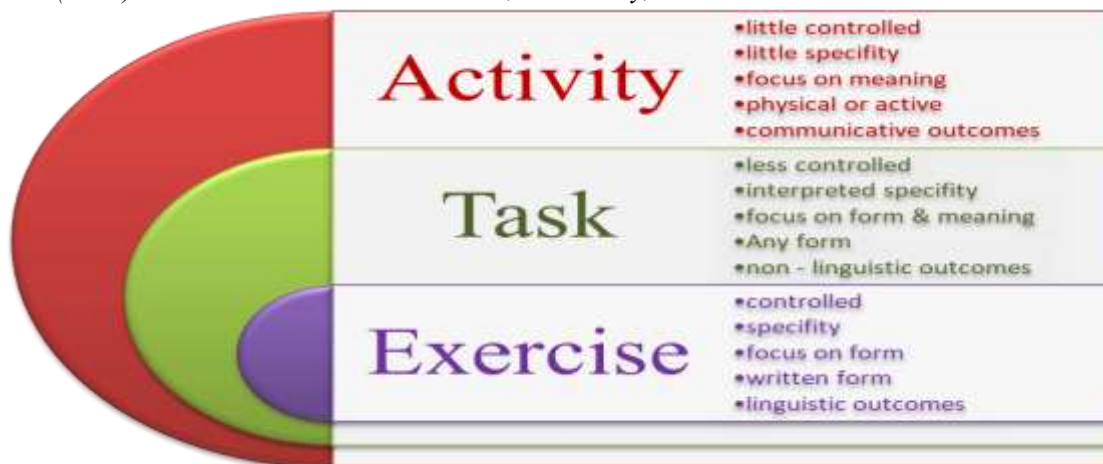 Activity
•little controlled
•little specifity
•focus on meaning
•physical or active
•communicative outcomes
Task
•less controlled
•interpreted specifity
•focus on form & meaning
•Any form
•non - linguistic outcomes
Exercise
•controlled
•specifity
•focus on form
•written form
•linguistic outcomes